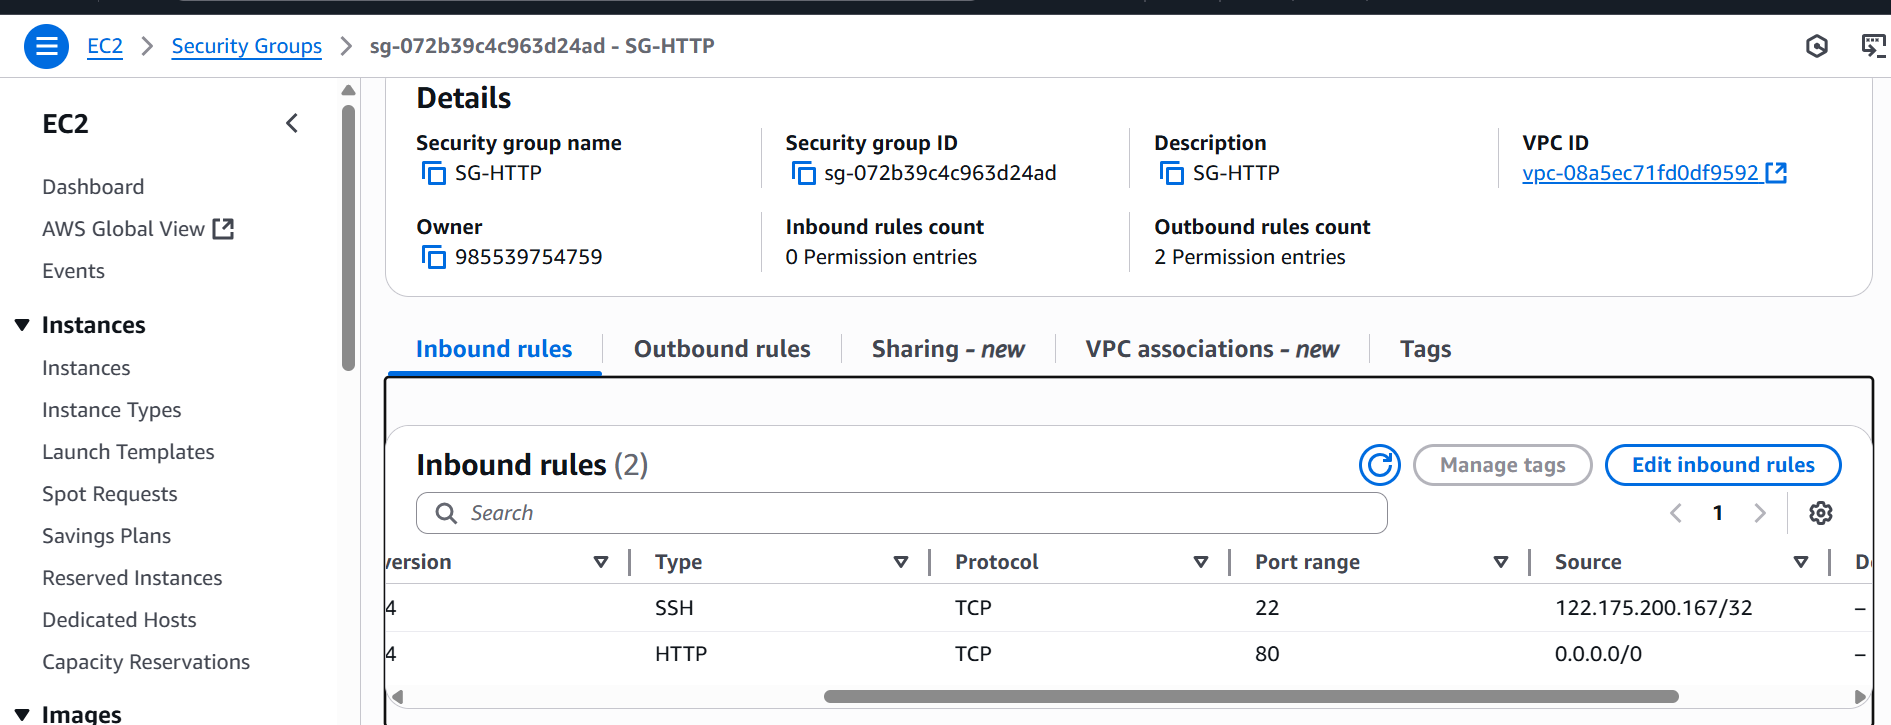 EC2 > Security Groups > sg-072b39c4c963d24ad - SG-HTTP
EC2
Dashboard
AWS Global View
Events
Instances
Instances
Instance Types
Launch Templates
Spot Requests
Savings Plans
Reserved Instances
Dedicated Hosts
Capacity Reservations
Images
Details
Security group name
SG-HTTP
Security group ID
sg-072b39c4c963d24ad
Description
SG-HTTP
VPC ID
vpc-08a5ec71fd0df9592
Owner
985539754759
Inbound rules count
0 Permission entries
Outbound rules count
2 Permission entries
Inbound rules Outbound rules Sharing - new VPC associations - new Tags
Inbound rules (2)
Manage tags Edit inbound rules
Search
1
version Type Protocol Port range Source
4 SSH TCP 22 122.175.200.167/32 –
4 HTTP TCP 80 0.0.0.0/0 –